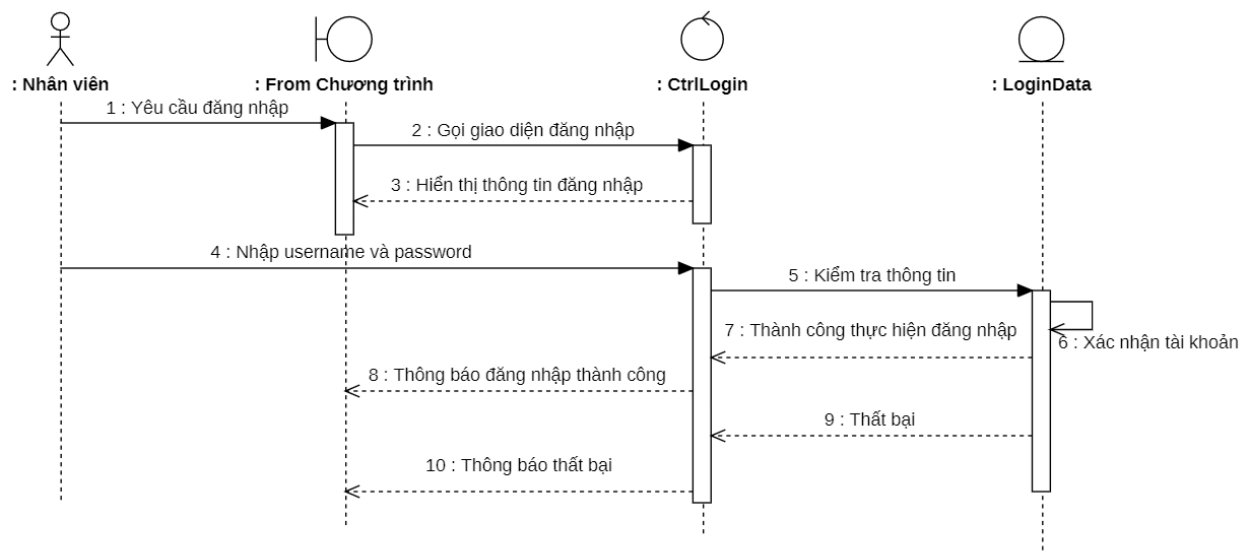 : Nhân viên
: From Chương trình
: CtrlLogin
: LoginData
1 : Yêu cầu đăng nhập
2 : Gọi giao diện đăng nhập
3 : Hiển thị thông tin đăng nhập
4 : Nhập username và password
5 : Kiểm tra thông tin
6 : Xác nhận tài khoản
7 : Thành công thực hiện đăng nhập
8 : Thông báo đăng nhập thành công
9 : Thất bại
10 : Thông báo thất bại